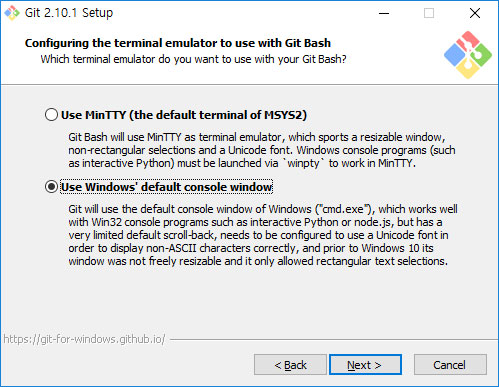 Git 2.10.1 Setup
Configuring the terminal emulator to use with Git Bash
Which terminal emulator do you want to use with your Git Bash?
Use MinTTY (the default terminal of MSYS2)
Git Bash will use MinTTY as terminal emulator, which sports a resizable window,
non-rectangular selections and a Unicode font. Windows console programs (such
as interactive Python) must be launched via `winpty` to work in MinTTY.
Use Windows' default console window
Git will use the default console window of Windows ("cmd.exe"), which works well
with Win32 console programs such as interactive Python or node.js, but has a
very limited default scroll-back, needs to be configured to use a Unicode font in
order to display non-ASCII characters correctly, and prior to Windows 10 its
window was not freely resizable and it only allowed rectangular text selections.
https://git-for-windows.github.io/
< Back
Next >
Cancel